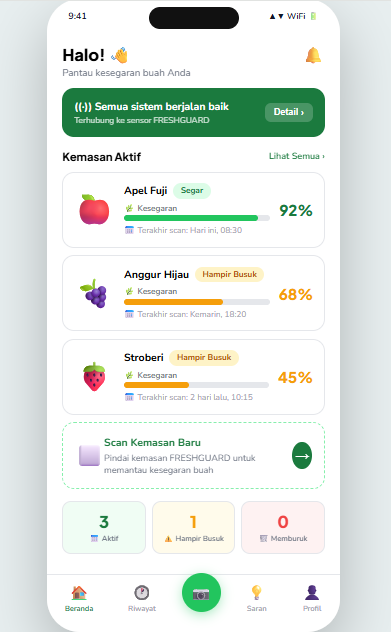 9:41
WiFi
Halo!
Pantau kesegaran buah Anda
((·)) Semua sistem berjalan baik
Terhubung ke sensor FRESHGUARD
Detail ›
Kemasan Aktif
Lihat Semua ›
Apel Fuji
Segar
Kesegaran
92%
Terakhir scan: Hari ini, 08:30
Anggur Hijau
Hampir Busuk
Kesegaran
68%
Terakhir scan: Kemarin, 18:20
Stroberi
Hampir Busuk
Kesegaran
45%
Terakhir scan: 2 hari lalu, 10:15
Scan Kemasan Baru
Pindai kemasan FRESHGUARD untuk
memantau kesegaran buah
→
3
Aktif
1
Hampir Busuk
0
Memburuk
Beranda
Riwayat
Saran
Profil